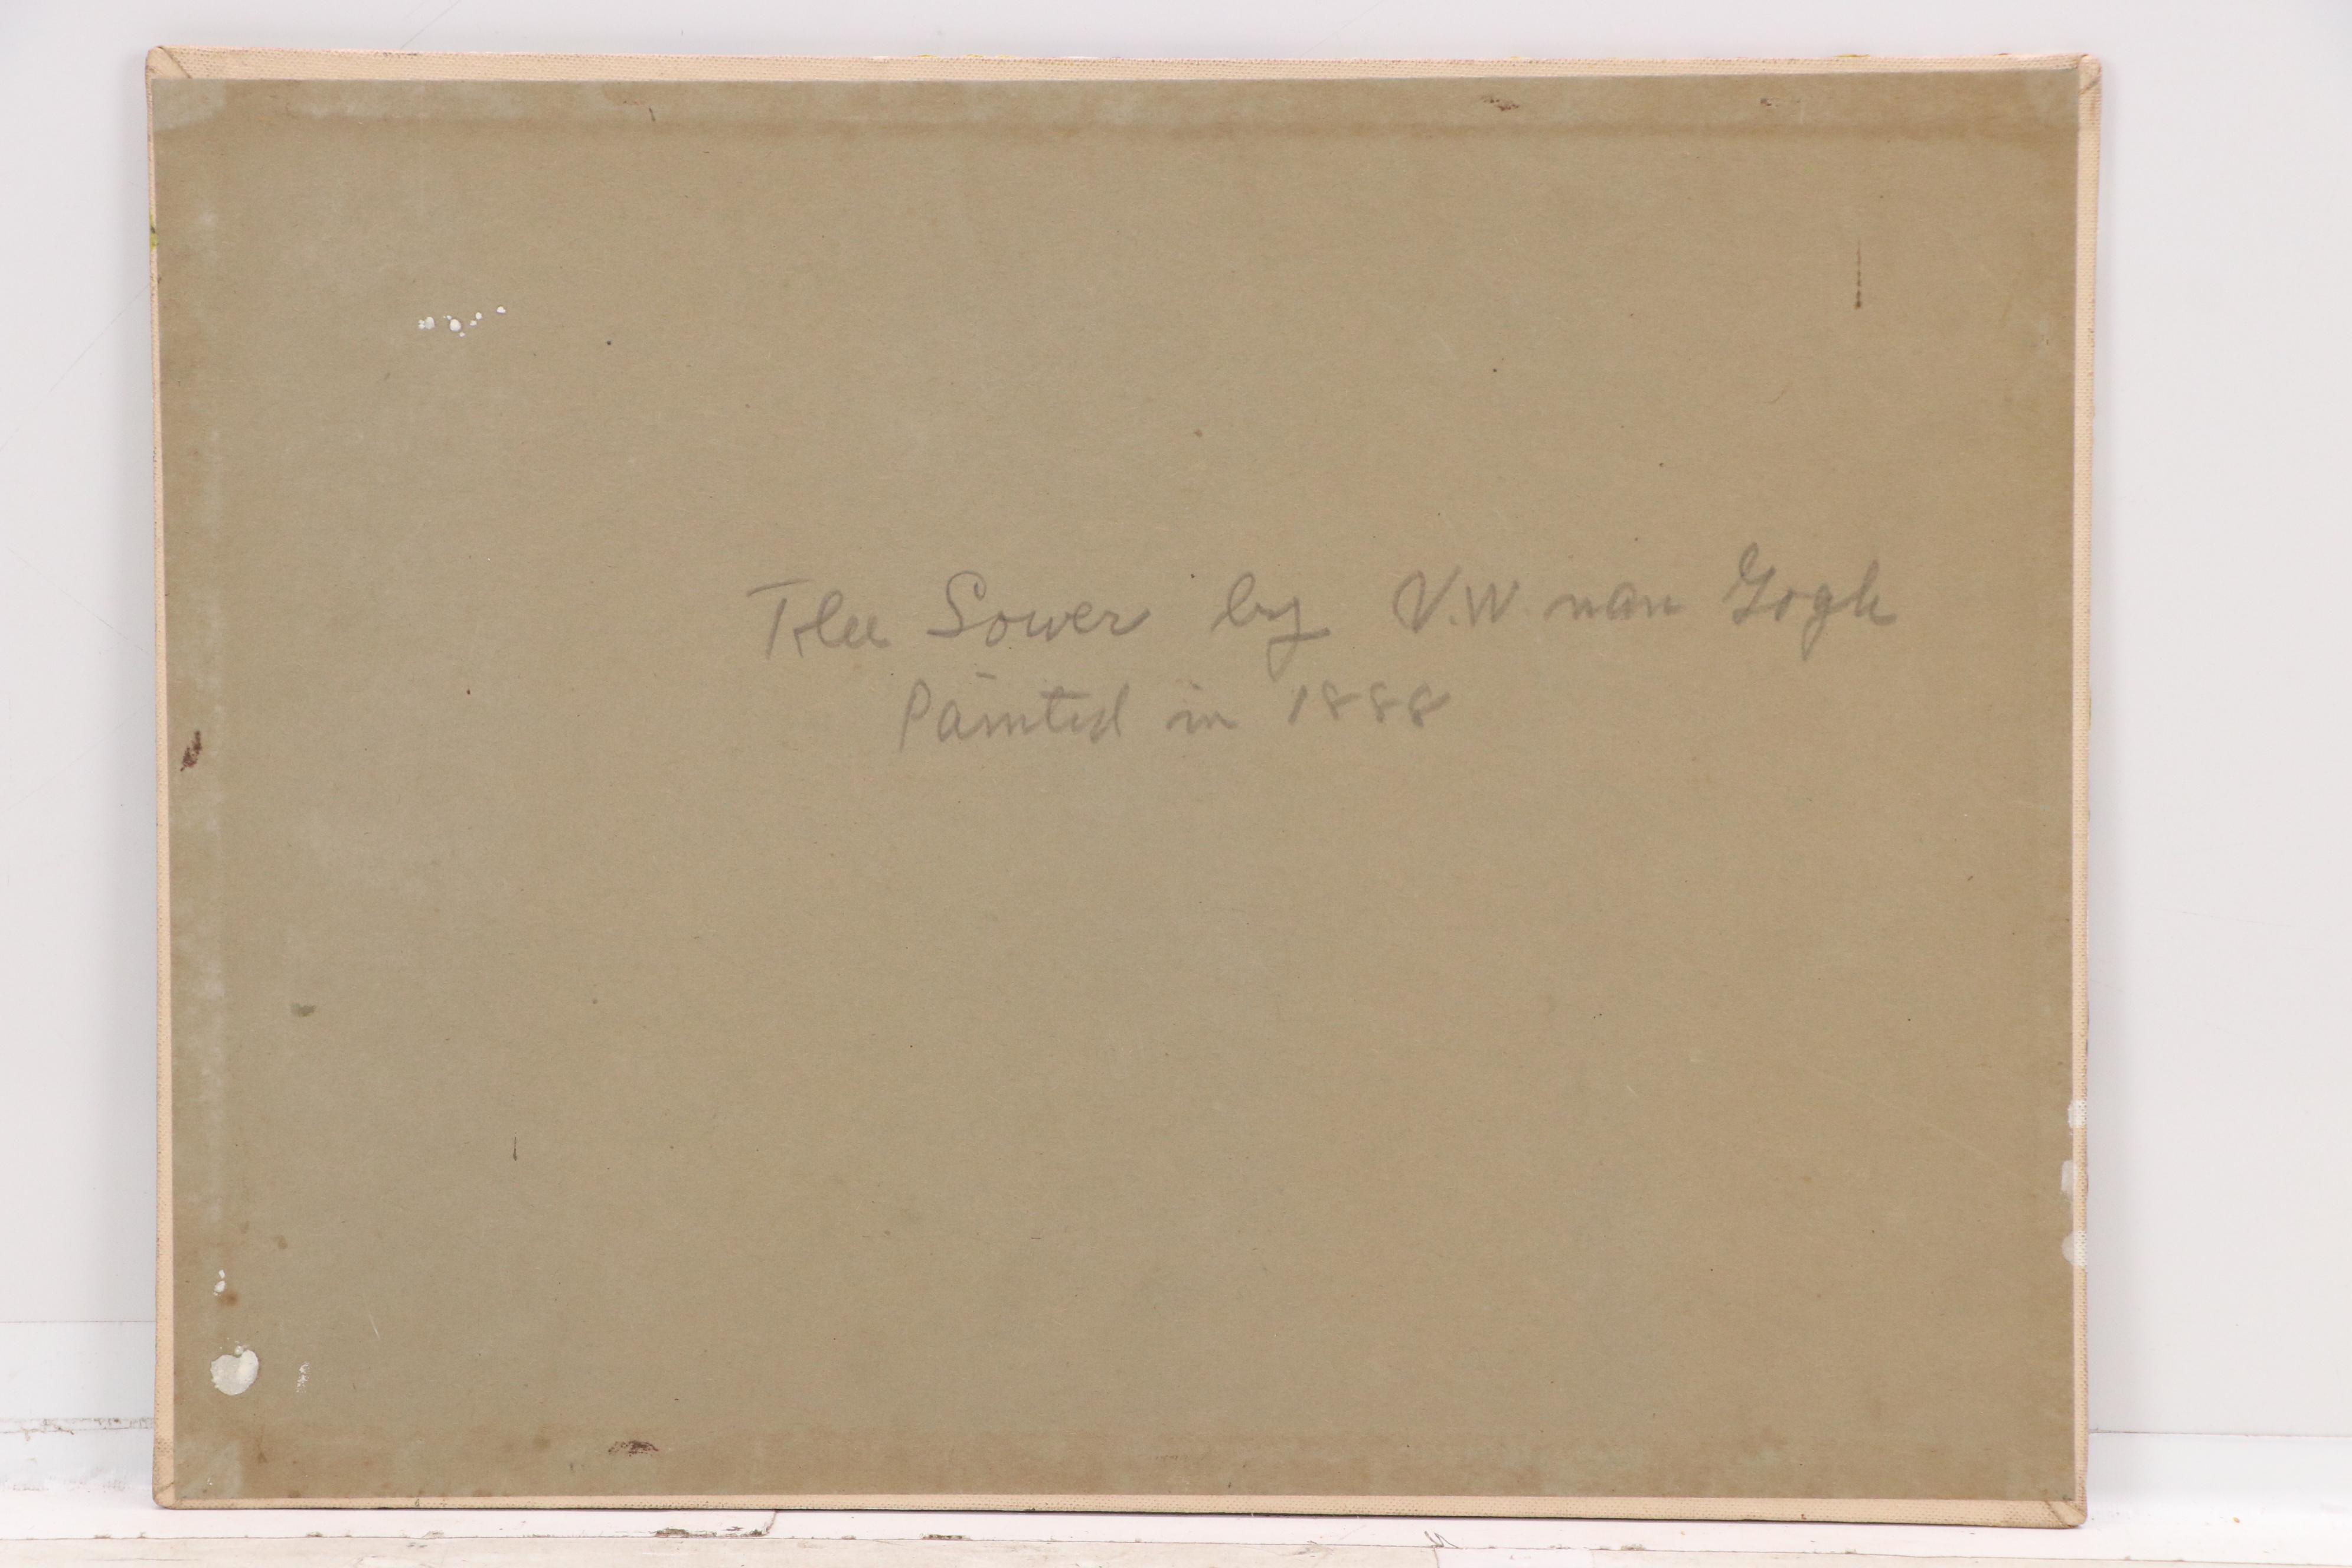 The Sower by V.W. van Gogh
Painted in 1888